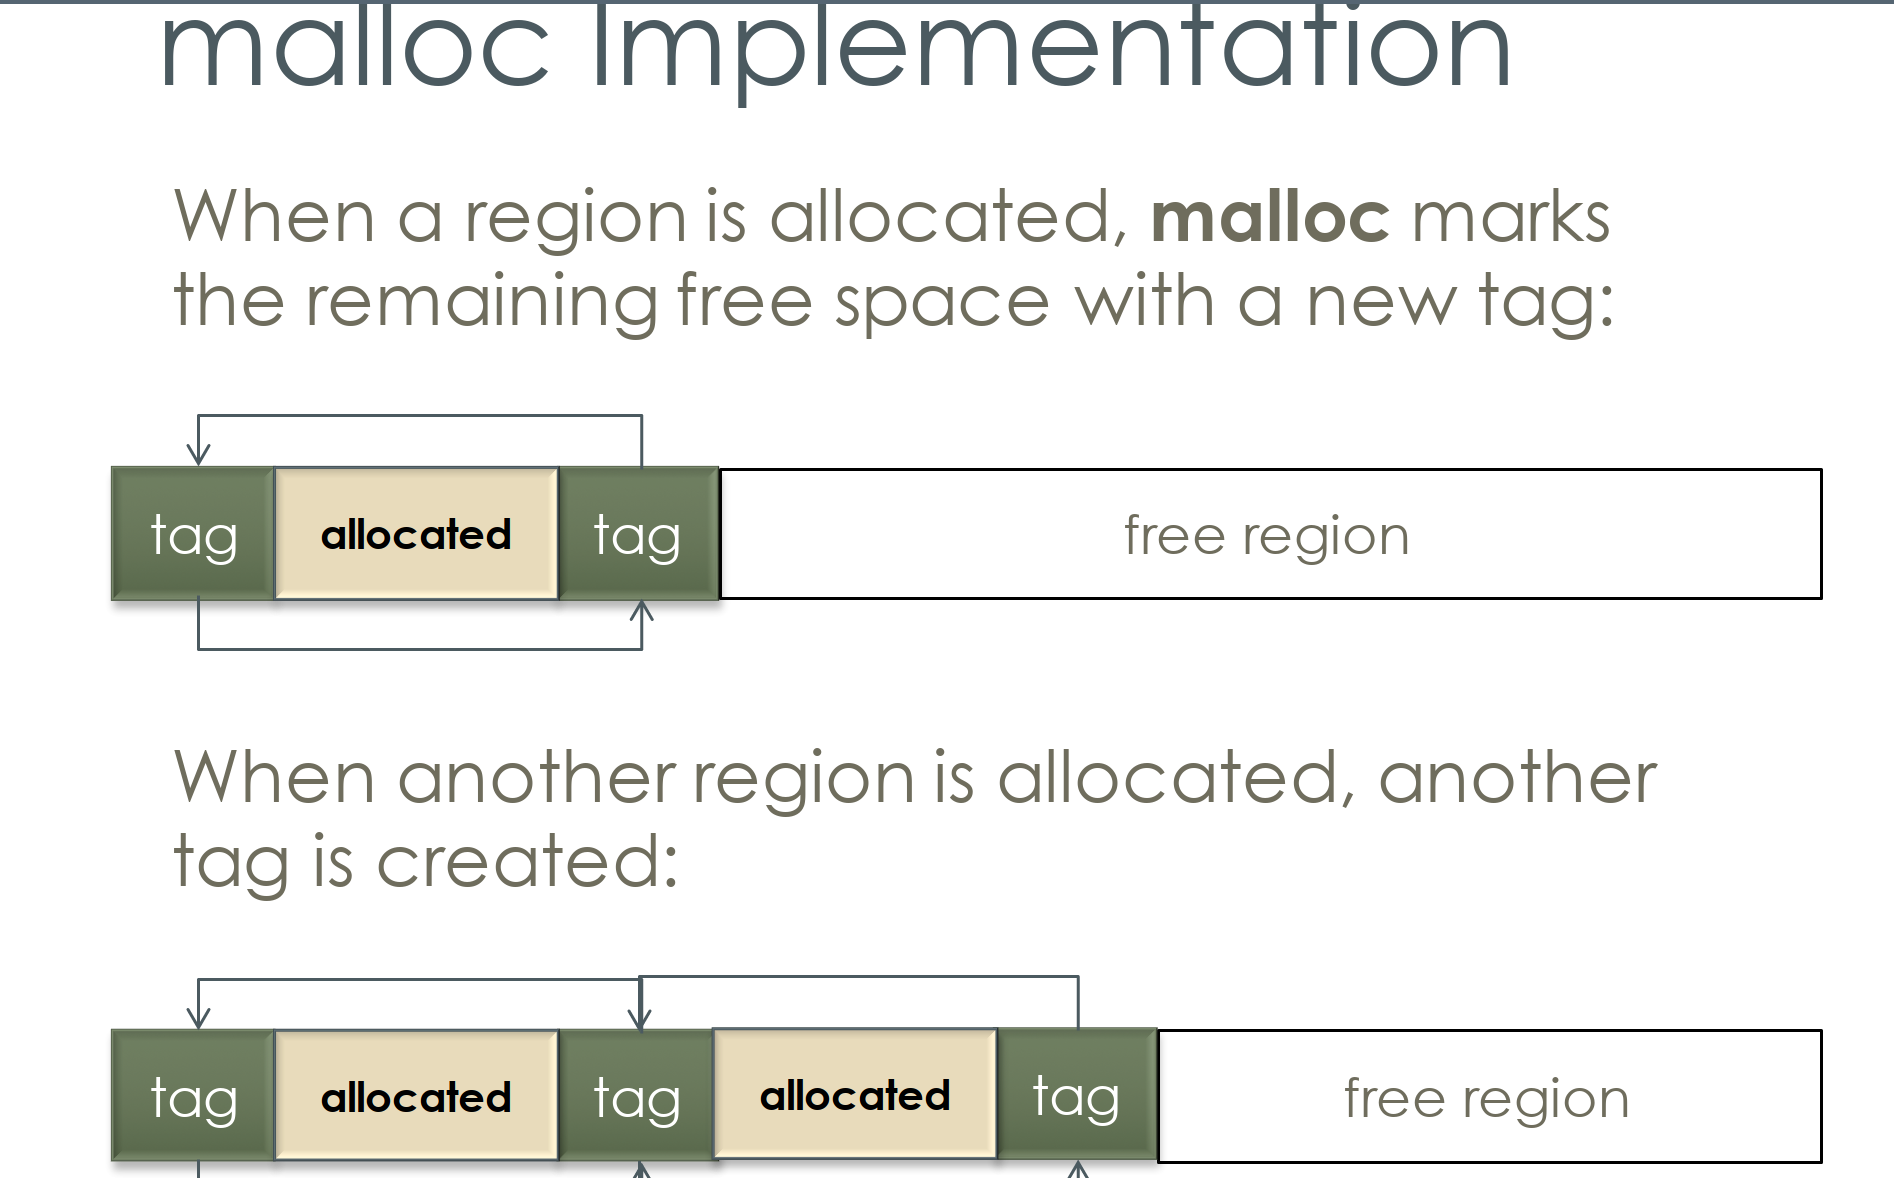 malloc Implementation
When a region is allocated, malloc marks
the remaining free space with a new tag:
tag allocated tag free region
When another region is allocated, another
tag is created:
tag allocated tag allocated tag free region